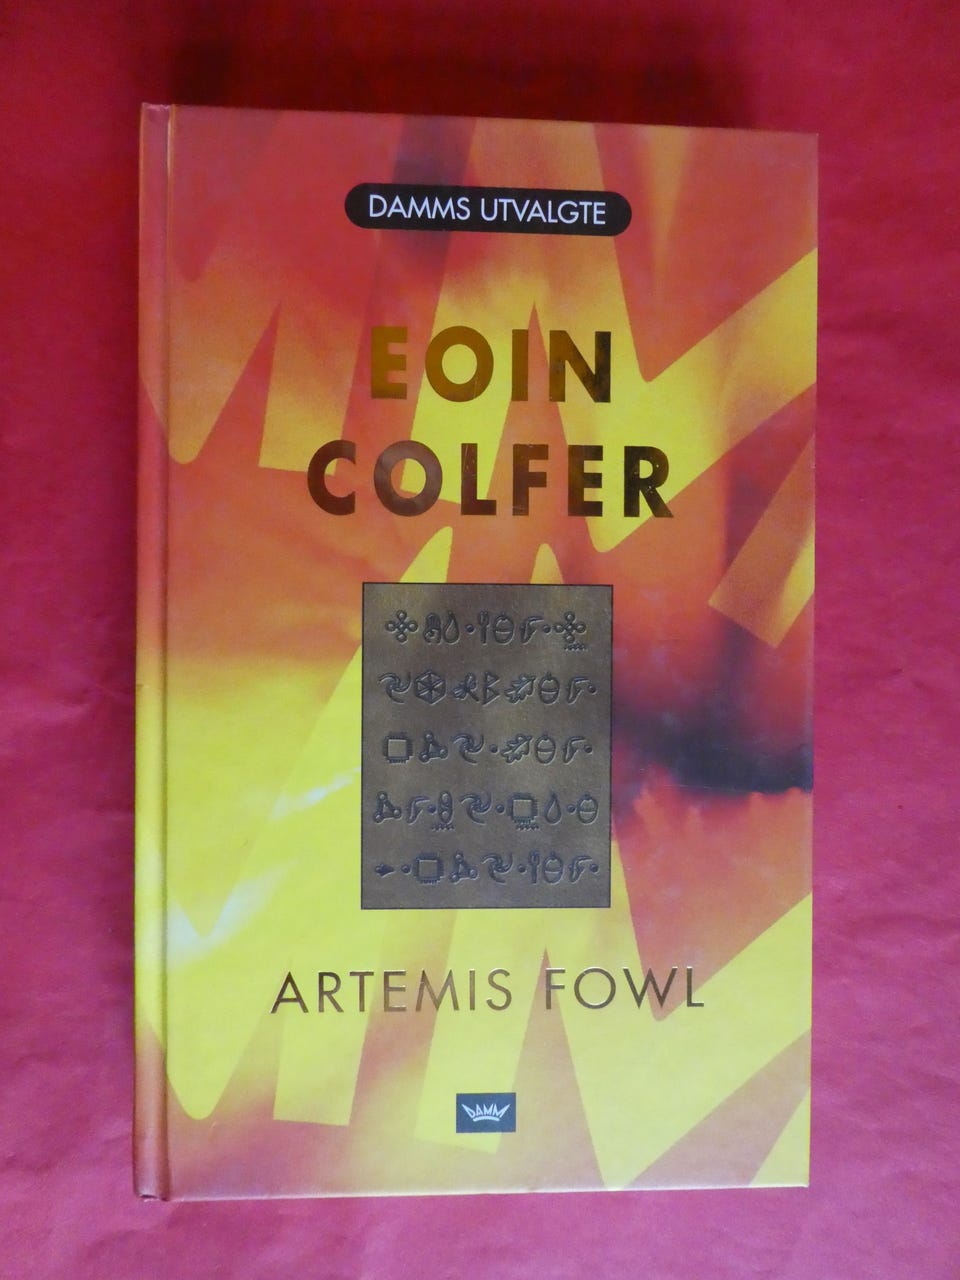 DAMMS UTVALGTE
EOIN
COLFER
ARTEMIS FOWL
DAMM